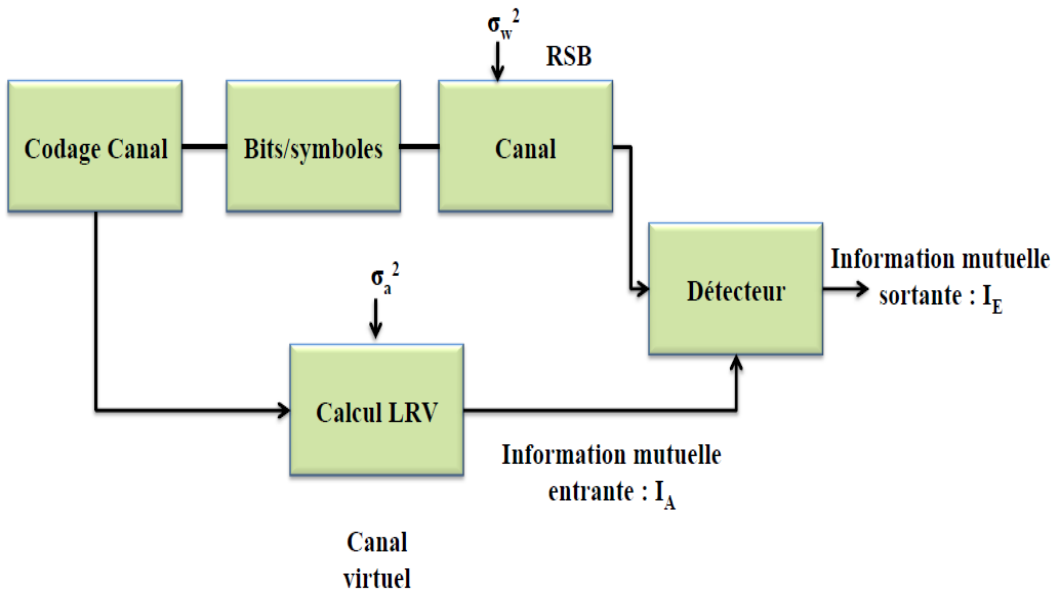 σw²
RSB
Codage Canal
Bits/symboles
Canal
Détecteur
Information mutuelle
sortante : IE
σa²
Calcul LRV
Information mutuelle
entrante : IA
Canal
virtuel